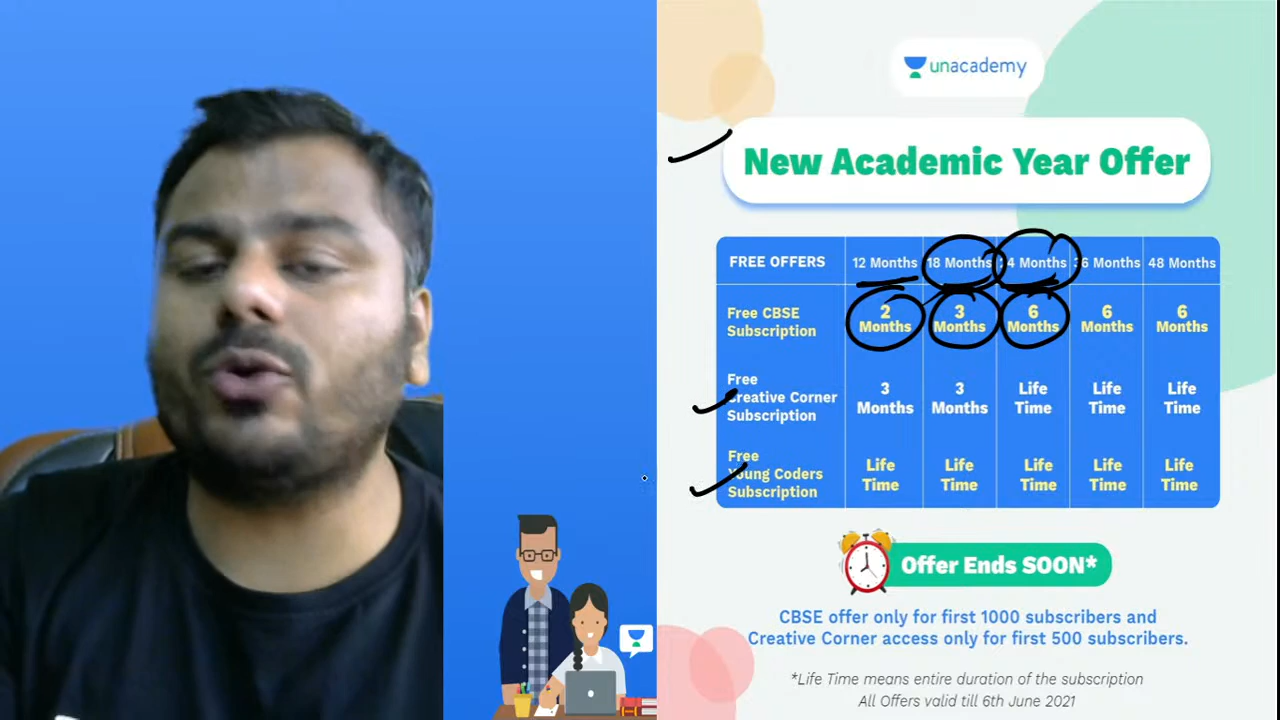 unacademy
New Academic Year Offer
FREE OFFERS 12 Months 18 Months 24 Months 36 Months 48 Months
Free CBSE Subscription 2 Months 3 Months 6 Months 6 Months 6 Months
Free Creative Corner Subscription 3 Months 3 Months Life Time Life Time Life Time
Free Young Coders Subscription Life Time Life Time Life Time Life Time Life Time
Offer Ends SOON*
CBSE offer only for first 1000 subscribers and
Creative Corner access only for first 500 subscribers.
*Life Time means entire duration of the subscription
All Offers valid till 6th June 2021